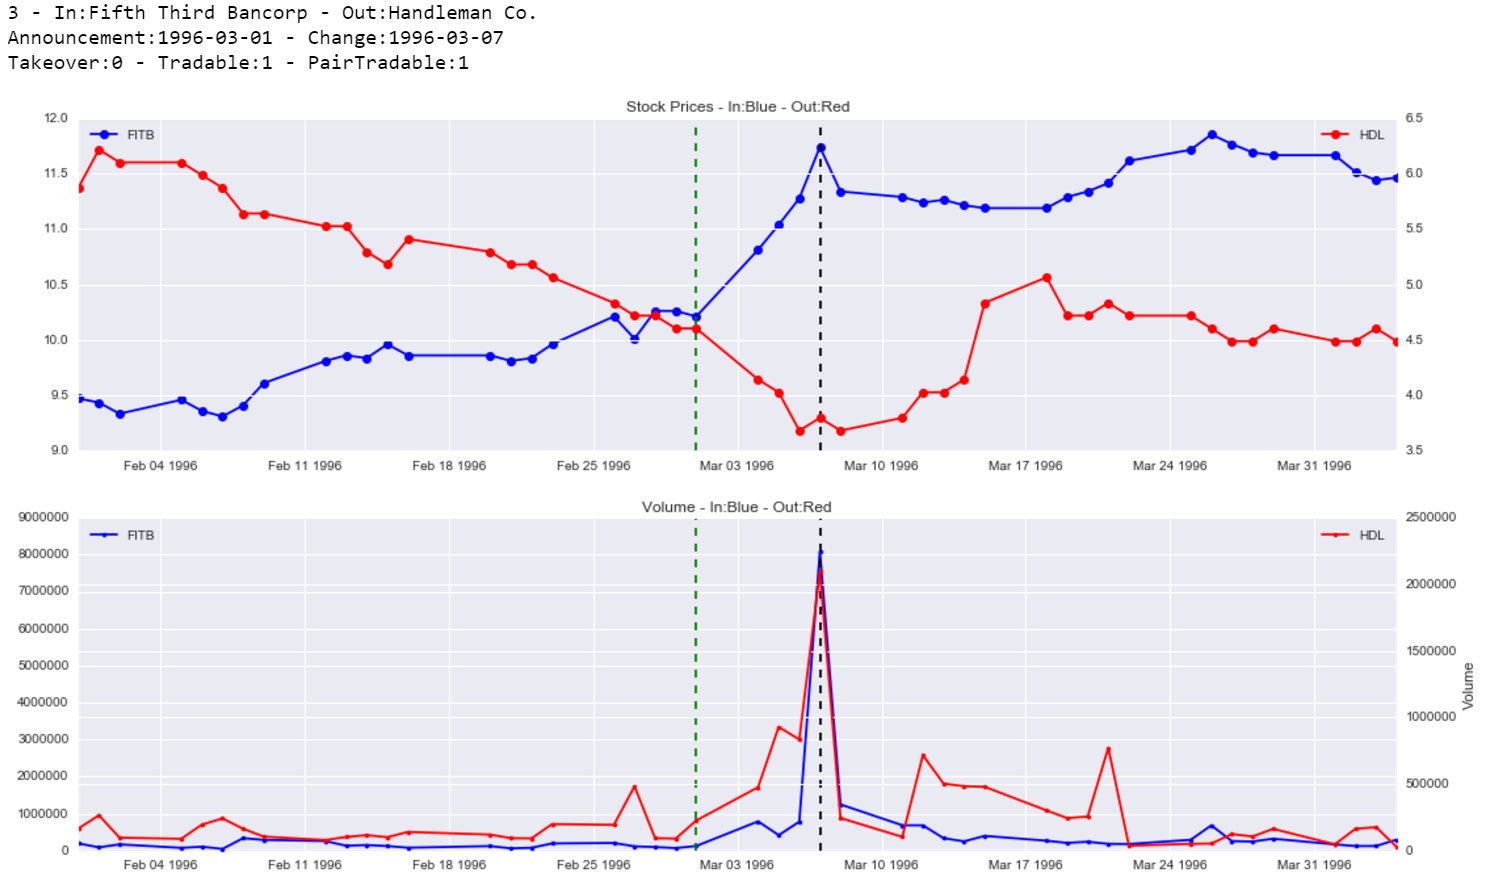 3 - In:Fifth Third Bancorp - Out:Handleman Co.
Announcement:1996-03-01 - Change:1996-03-07
Takeover:0 - Tradable:1 - PairTradable:1
Stock Prices - In:Blue - Out:Red
FITB
HDL
12.0
11.5
11.0
10.5
10.0
9.5
9.0
6.5
6.0
5.5
5.0
4.5
4.0
3.5
Feb 04 1996 Feb 11 1996 Feb 18 1996 Feb 25 1996 Mar 03 1996 Mar 10 1996 Mar 17 1996 Mar 24 1996 Mar 31 1996
Volume - In:Blue - Out:Red
FITB
HDL
9000000
8000000
7000000
6000000
5000000
4000000
3000000
2000000
1000000
0
2500000
2000000
1500000
1000000
500000
0
Volume
Feb 04 1996 Feb 11 1996 Feb 18 1996 Feb 25 1996 Mar 03 1996 Mar 10 1996 Mar 17 1996 Mar 24 1996 Mar 31 1996